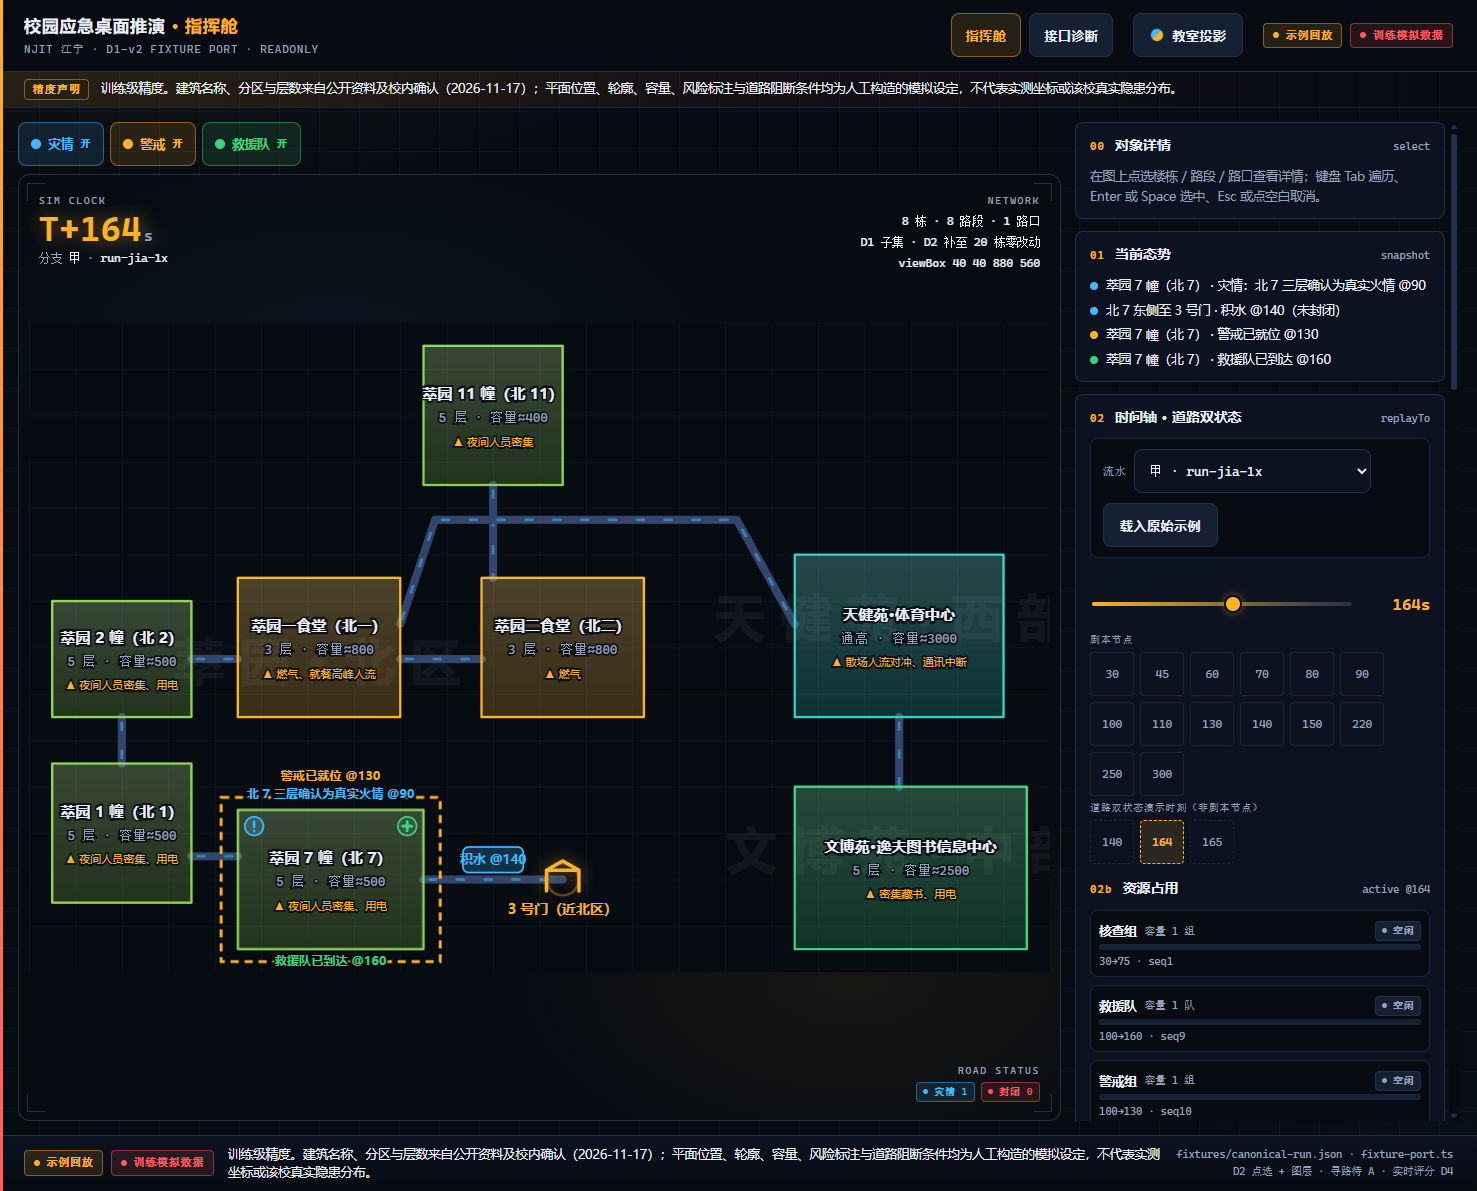 校园应急桌面推演 · 指挥舱
NJIT 江宁 · D1-v2 FIXTURE PORT · READONLY
指挥舱
接口诊断
教室投影
示例回放
训练模拟数据
精度声明
训练级精度。建筑名称、分区与层数来自公开资料及校内确认（2026-11-17）；平面位置、轮廓、容量、风险标注与道路阻断条件均为人工构造的模拟设定，不代表实测坐标或该校真实隐患分布。
灾情 开
警戒 开
救援队 开
SIM CLOCK
T+164s
分支 甲 · run-jia-1x
NETWORK
8 栋 · 8 路段 · 1 路口
D1 子集 · D2 补至 20 栋零改动
viewBox 40 40 880 560
萃园 11 幢（北 11）
5 层 · 容量≈400
▲ 夜间人员密集
萃园 2 幢（北 2）
5 层 · 容量≈500
▲ 夜间人员密集、用电
萃园一食堂（北一）
3 层 · 容量≈800
▲ 燃气、就餐高峰人流
萃园二食堂（北二）
3 层 · 容量≈800
▲ 燃气
天健苑·体育中心
通高 · 容量≈3000
▲ 散场人流对冲、通讯中断
萃园 1 幢（北 1）
5 层 · 容量≈500
▲ 夜间人员密集、用电
警戒已就位 @130
北 7 三层确认为真实火情 @90
萃园 7 幢（北 7）
5 层 · 容量≈500
▲ 夜间人员密集、用电
救援队已到达 @160
积水 @140
3 号门（近北区）
文博苑·逸夫图书信息中心
5 层 · 容量≈2500
▲ 密集藏书、用电
ROAD STATUS
灾情 1
封闭 0
00 对象详情 select
在图上点选楼栋 / 路段 / 路口查看详情；键盘 Tab 遍历、
Enter 或 Space 选中、Esc 或点空白取消。
01 当前态势 snapshot
萃园 7 幢（北 7） · 灾情：北 7 三层确认为真实火情 @90
北 7 东侧至 3 号门 · 积水 @140（未封闭）
萃园 7 幢（北 7） · 警戒已就位 @130
萃园 7 幢（北 7） · 救援队已到达 @160
02 时间轴 · 道路双状态 replayTo
流水 甲 · run-jia-1x
载入原始示例
164s
剧本节点
30 45 60 70 80 90
100 110 130 140 150 220
250 300
道路双状态演示时刻（非剧本节点）
140 164 165
02b 资源占用 active @164
核查组 容量 1 组 空闲
30→75 · seq1
救援队 容量 1 队 空闲
100→160 · seq9
警戒组 容量 1 组 空闲
100→130 · seq10
示例回放
训练模拟数据
训练级精度。建筑名称、分区与层数来自公开资料及校内确认（2026-11-17）；平面位置、轮廓、容量、风险标注与道路阻断条件均为人工构造的模拟设定，不代表实测
坐标或该校真实隐患分布。
fixtures/canonical-run.json · fixture-port.ts
D2 点选 + 图层 · 寻路待 A · 实时评分 D4